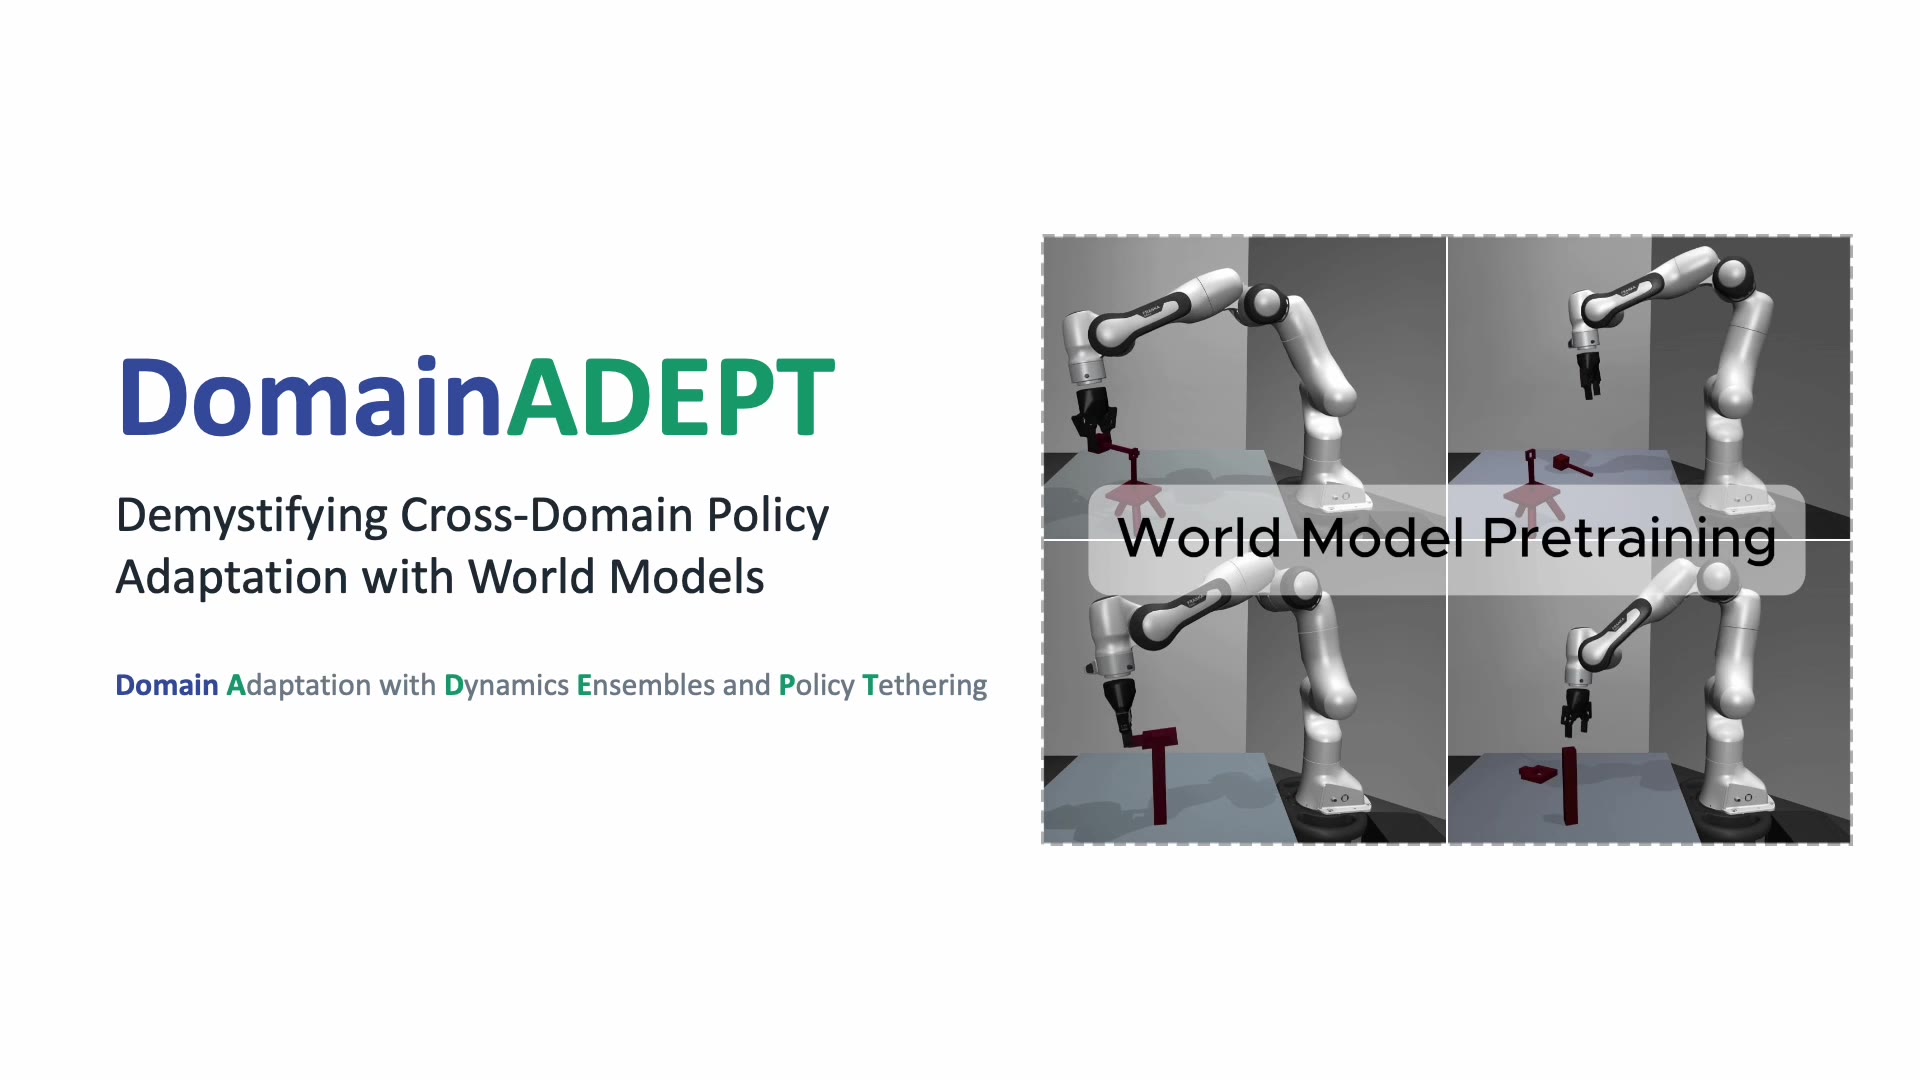 DomainADEPT
Demystifying Cross-Domain Policy
Adaptation with World Models
Domain Adaptation with Dynamics Ensembles and Policy Tethering
World Model Pretraining